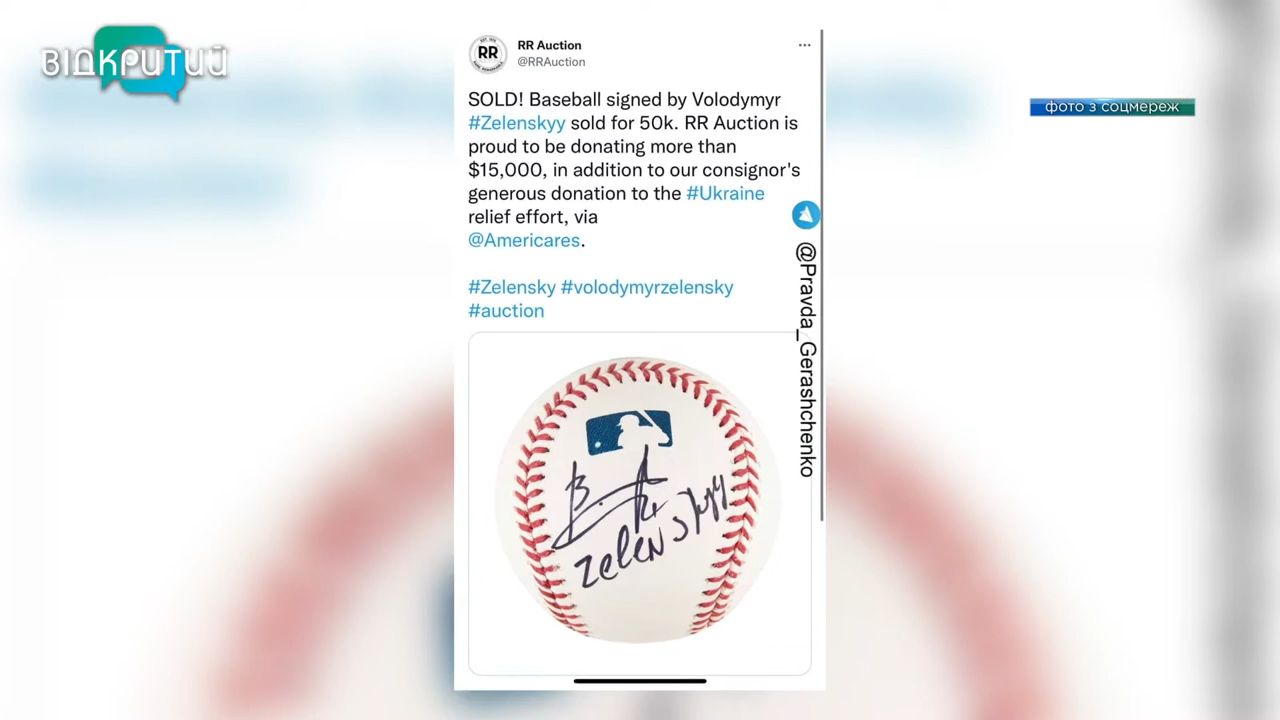 ВІДКРИТИЙ
фото з соцмереж
RR
RR Auction
@RRAuction
SOLD! Baseball signed by Volodymyr
#Zelenskyy sold for 50k. RR Auction is
proud to be donating more than
$15,000, in addition to our consignor's
generous donation to the #Ukraine
relief effort, via
@Americares.
#Zelensky #volodymyrzelensky
#auction
@Pravda_Gerashchenko
Zelenskyy